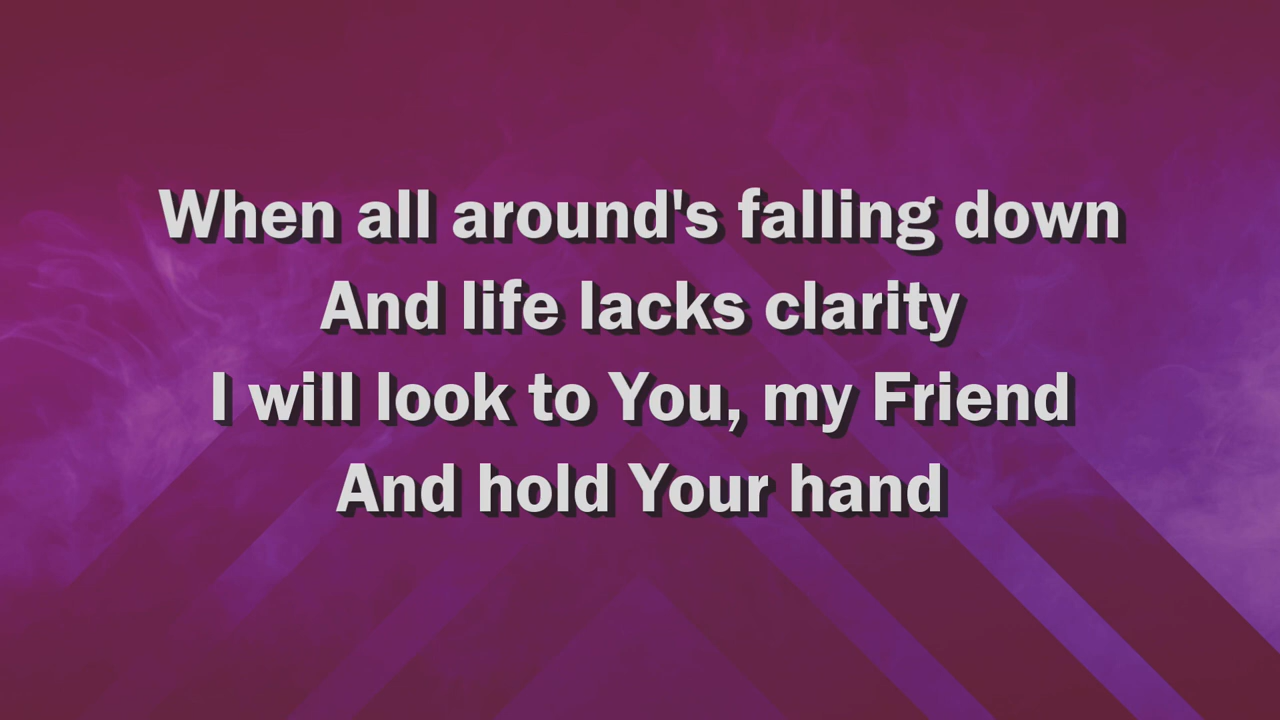 When all around's falling down
And life lacks clarity
I will look to You, my Friend
And hold Your hand